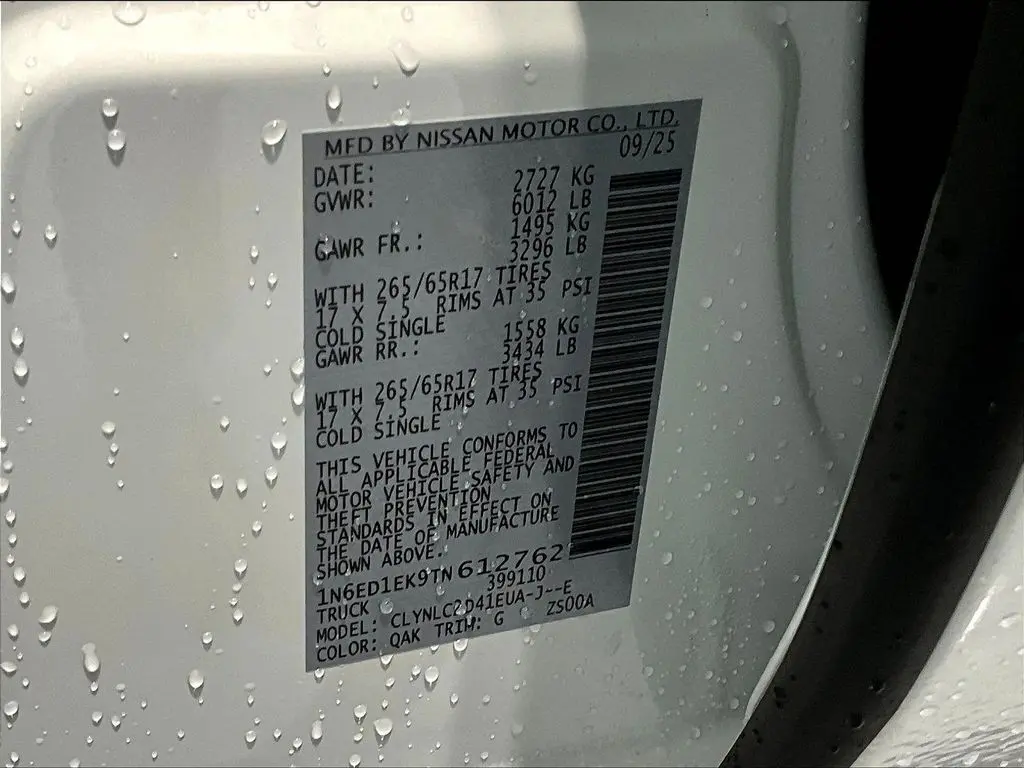 MFD BY NISSAN MOTOR CO., LTD.
DATE: 09/25
GVWR: 2727 KG
6012 LB
GAWR FR.: 1495 KG
3296 LB
WITH 265/65R17 TIRES
17 X 7.5 RIMS AT 35 PSI
COLD SINGLE
GAWR RR.: 1558 KG
3434 LB
WITH 265/65R17 TIRES
17 X 7.5 RIMS AT 35 PSI
COLD SINGLE
THIS VEHICLE CONFORMS TO
ALL APPLICABLE FEDERAL
MOTOR VEHICLE SAFETY AND
THEFT PREVENTION
STANDARDS IN EFFECT ON
THE DATE OF MANUFACTURE
SHOWN ABOVE.
1N6ED1EK9TN612762
TRUCK 399110
MODEL: CLYNLC2D41EUA-J--E
COLOR: QAK TRIM: G ZS00A